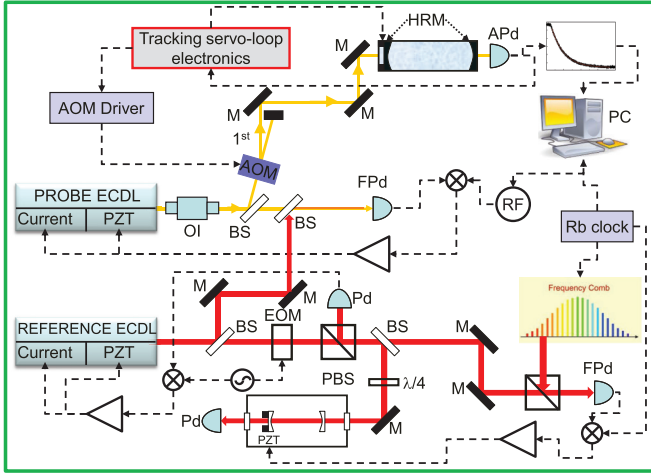 HRM
APd
M
Tracking servo-loop
electronics
M
M
PC
AOM Driver
1st
AOM
FPd
RF
PROBE ECDL
Current
PZT
OI
BS
BS
Rb clock
Frequency Comb
M
M
Pd
EOM
REFERENCE ECDL
Current
PZT
BS
BS
M
PBS
λ/4
M
FPd
Pd
PZT
M